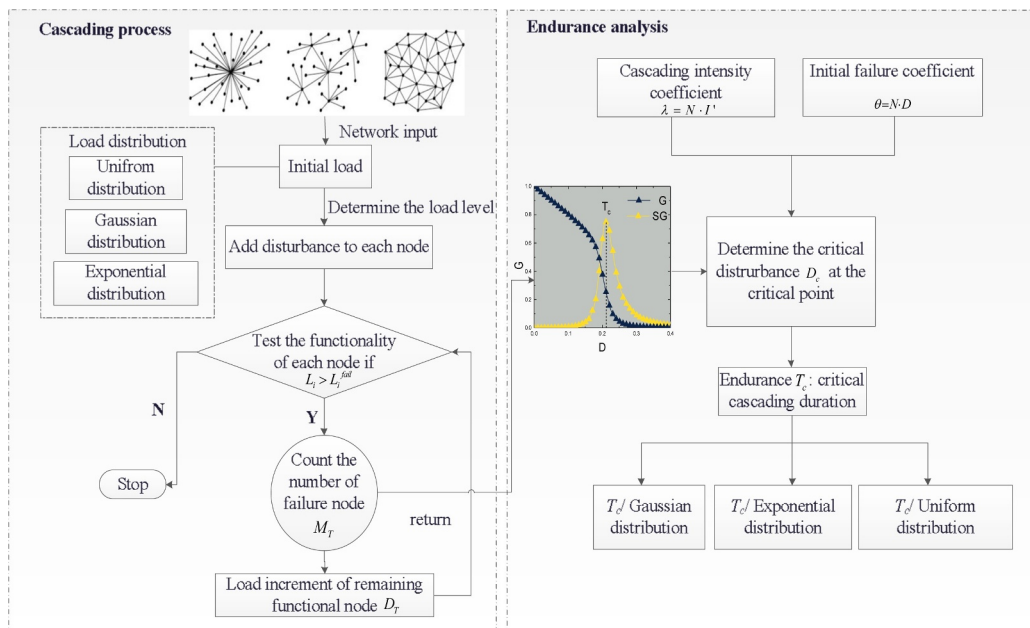 Cascading process
Network input
Load distribution
Unifrom
distribution
Gaussian
distribution
Exponential
distribution
Initial load
Determine the load level
Add disturbance to each node
Test the functionality
of each node if
L_i > L_i^fail
N
Y
Stop
Count the
number of
failure node
M_T
return
Load increment of remaining
functional node D_T
Endurance analysis
Cascading intensity
coefficient
λ = N · I'
Initial failure coefficient
θ=N·D
1.0
0.8
0.6
0.4
0.2
0.0
G
T_c
G
SG
0.0
0.1
0.2
0.3
0.4
D
Determine the critical
distrurbance D_c at the
critical point
Endurance T_c: critical
cascading duration
T_c/ Gaussian
distribution
T_c/ Exponential
distribution
T_c/ Uniform
distribution